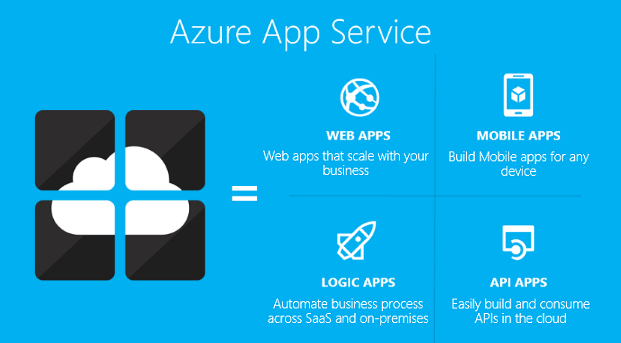 Azure App Service
=
WEB APPS
Web apps that scale with your
business
MOBILE APPS
Build Mobile apps for any
device
LOGIC APPS
Automate business process
across SaaS and on-premises
API APPS
Easily build and consume
APIs in the cloud